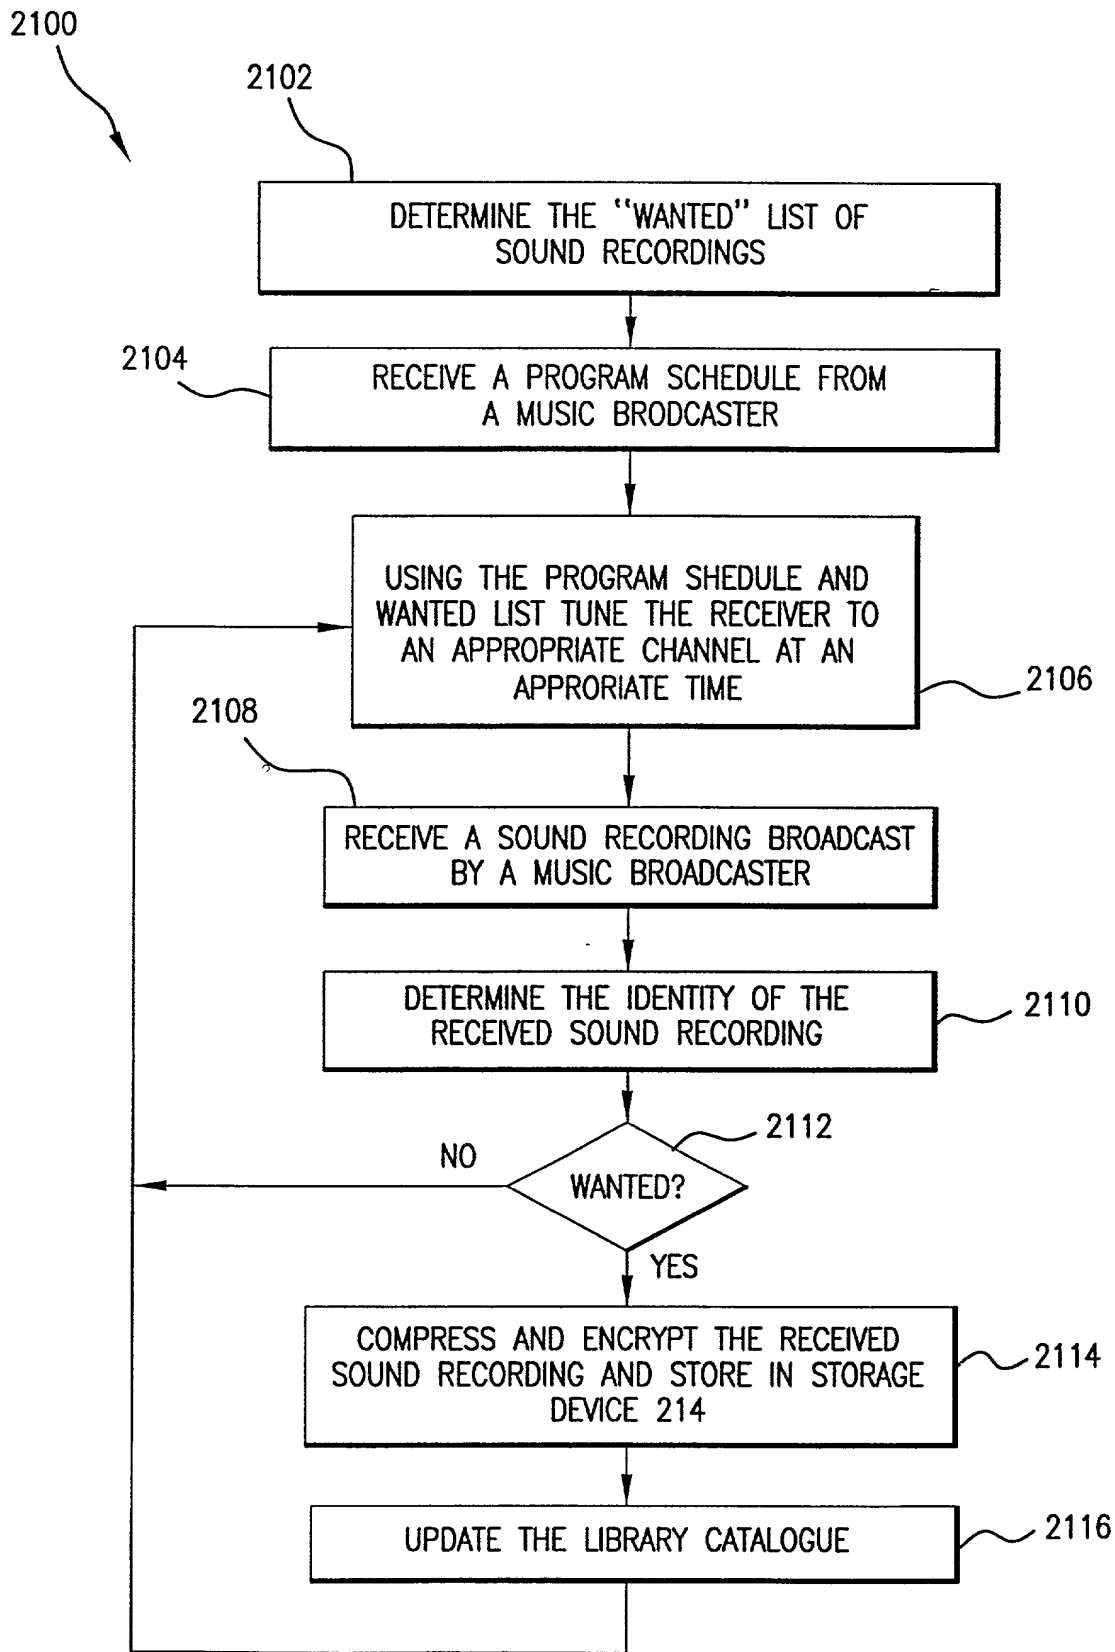 2100
2102
DETERMINE THE "WANTED" LIST OF
SOUND RECORDINGS
2104
RECEIVE A PROGRAM SCHEDULE FROM
A MUSIC BRODCASTER
USING THE PROGRAM SHEDULE AND
WANTED LIST TUNE THE RECEIVER TO
AN APPROPRIATE CHANNEL AT AN
APPRORIATE TIME
2106
2108
RECEIVE A SOUND RECORDING BROADCAST
BY A MUSIC BROADCASTER
DETERMINE THE IDENTITY OF THE
RECEIVED SOUND RECORDING
2110
2112
NO
WANTED?
YES
COMPRESS AND ENCRYPT THE RECEIVED
SOUND RECORDING AND STORE IN STORAGE
DEVICE 214
2114
UPDATE THE LIBRARY CATALOGUE
2116